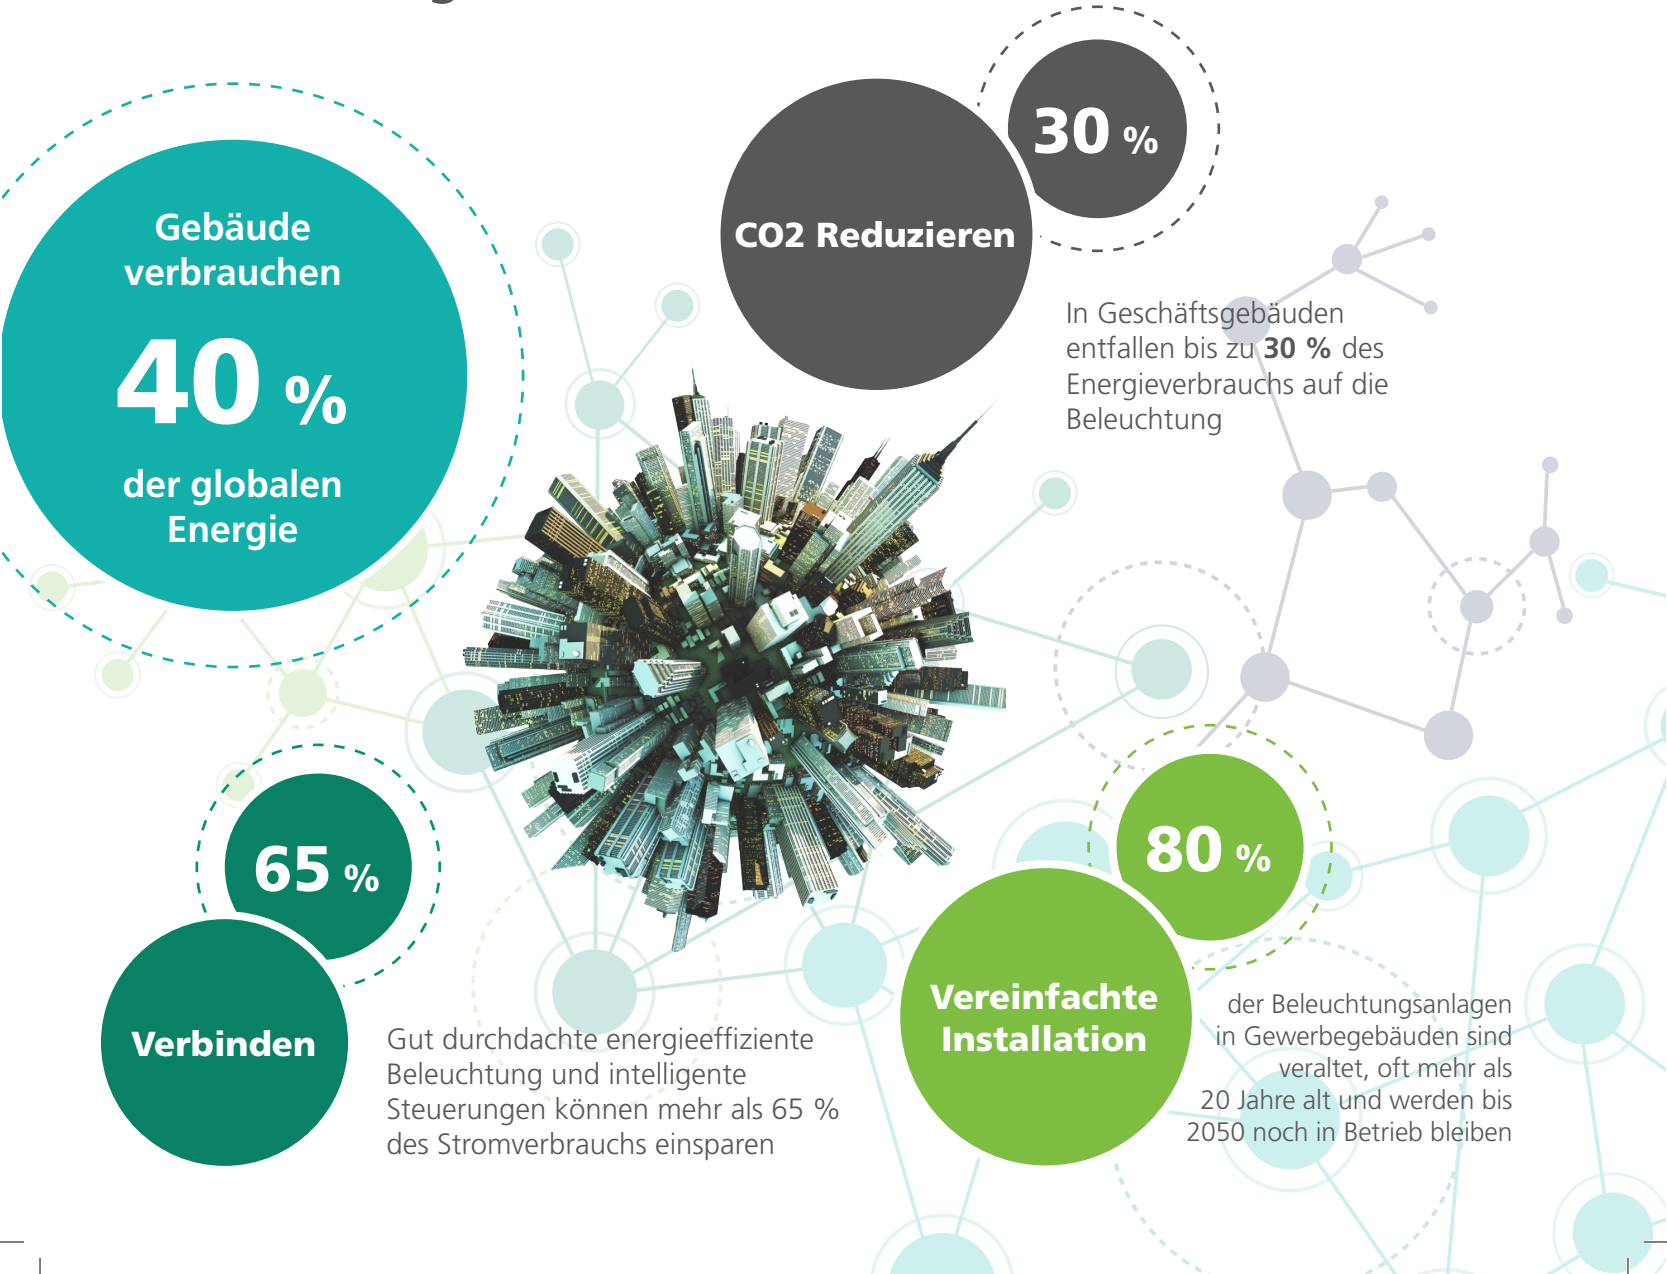 Gebäude
verbrauchen
40 %
der globalen
Energie
30 %
CO2 Reduzieren
In Geschäftsgebäuden
entfallen bis zu 30 % des
Energieverbrauchs auf die
Beleuchtung
65 %
Verbinden
Gut durchdachte energieeffiziente
Beleuchtung und intelligente
Steuerungen können mehr als 65 %
des Stromverbrauchs einsparen
80 %
Vereinfachte
Installation
der Beleuchtungsanlagen
in Gewerbegebäuden sind
veraltet, oft mehr als
20 Jahre alt und werden bis
2050 noch in Betrieb bleiben